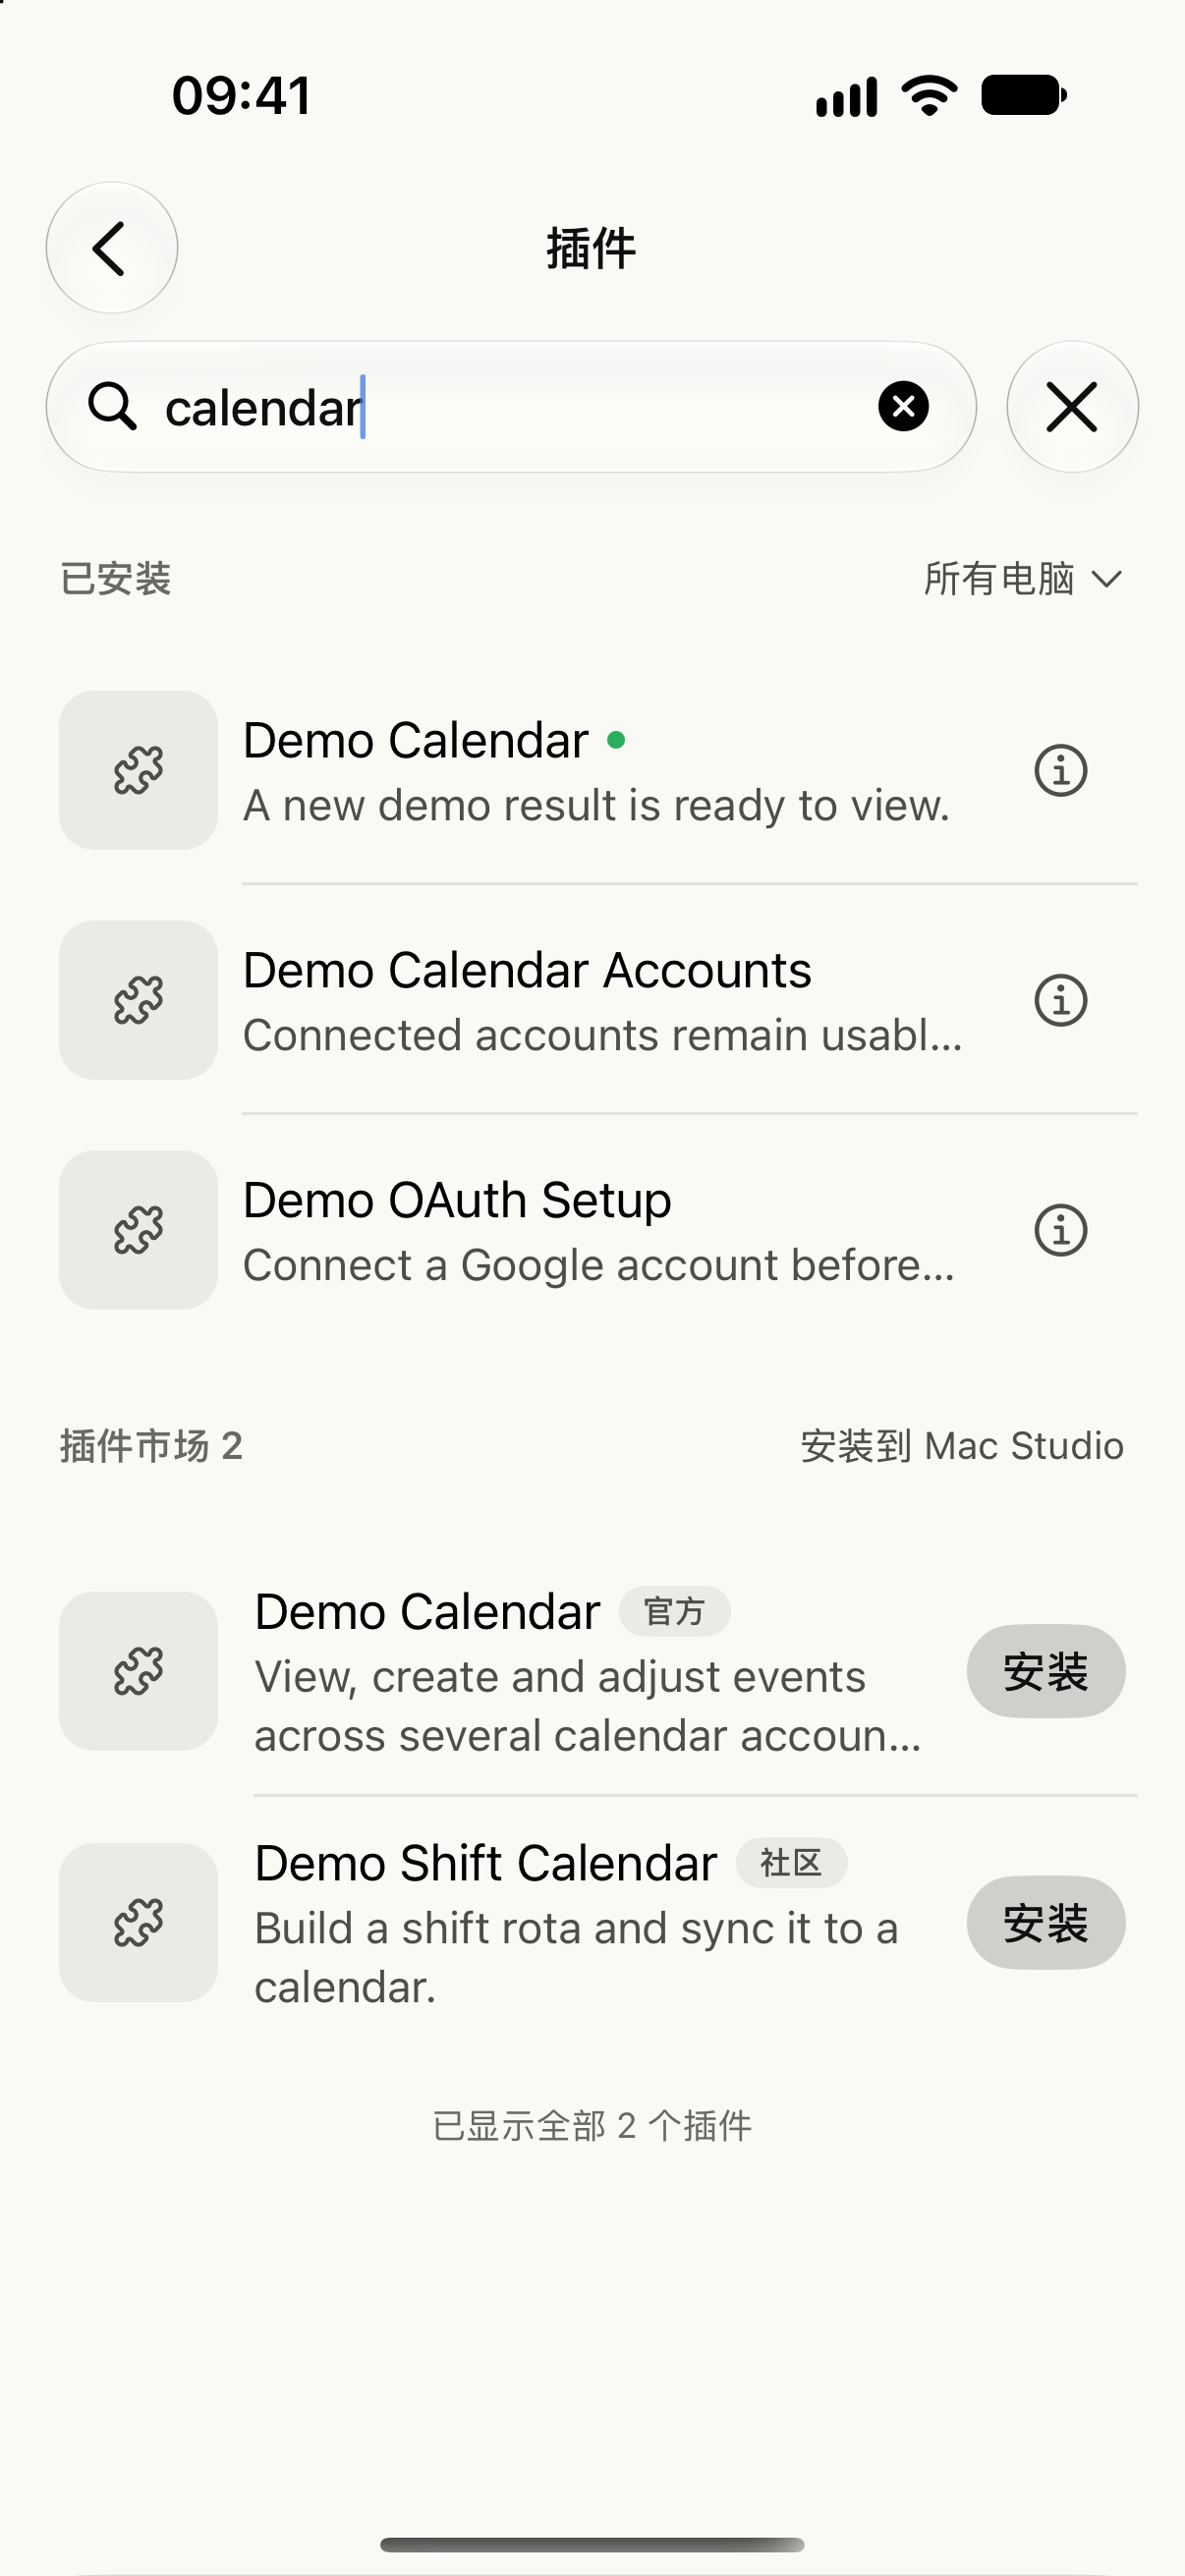 09:41
插件
calendar
已安装
所有电脑
Demo Calendar
A new demo result is ready to view.
Demo Calendar Accounts
Connected accounts remain usabl...
Demo OAuth Setup
Connect a Google account before...
插件市场 2
安装到 Mac Studio
Demo Calendar 官方
View, create and adjust events
across several calendar accoun...
安装
Demo Shift Calendar 社区
Build a shift rota and sync it to a
calendar.
安装
已显示全部 2 个插件